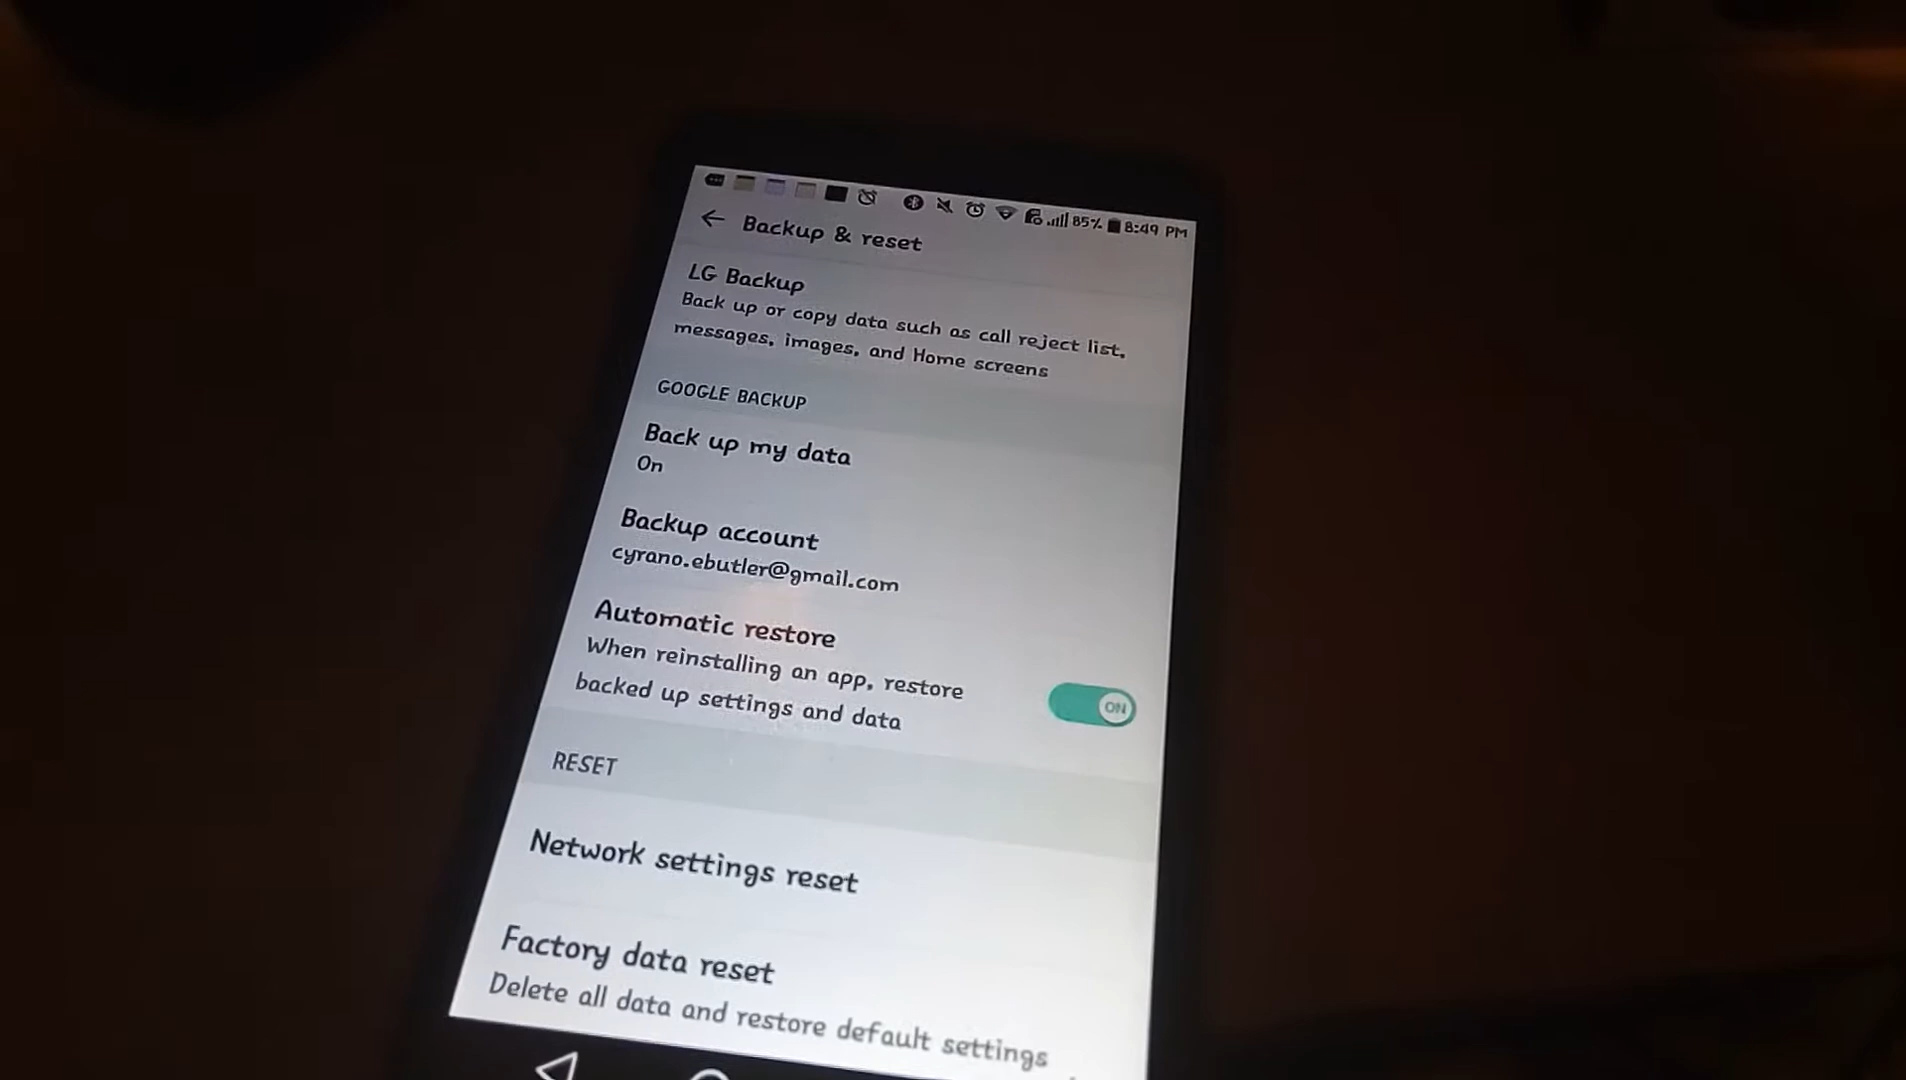 85% 8:49 PM
Backup & reset
LG Backup
Back up or copy data such as call reject list,
messages, images, and Home screens
GOOGLE BACKUP
Back up my data
On
Backup account
cyrano.ebutler@gmail.com
Automatic restore
When reinstalling an app, restore
backed up settings and data
ON
RESET
Network settings reset
Factory data reset
Delete all data and restore default settings